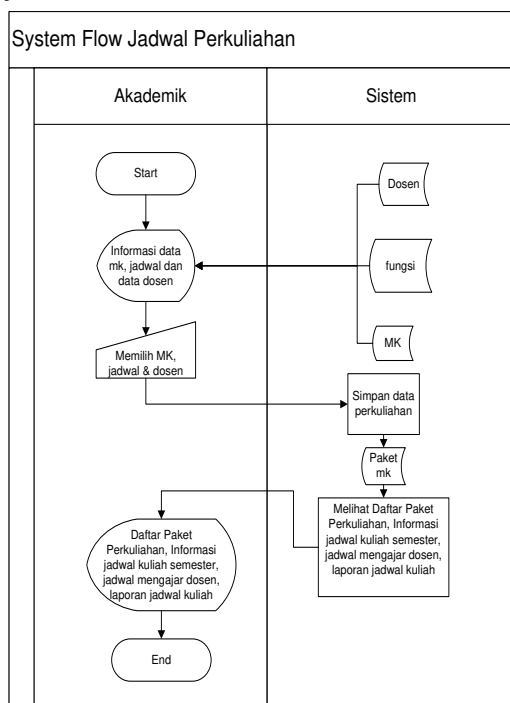 System Flow Jadwal Perkuliahan
Akademik
Sistem
Start
Dosen
Informasi data
mk, jadwal dan
data dosen
fungsi
MK
Memilih MK,
jadwal & dosen
Simpan data
perkuliahan
Paket
mk
Melihat Daftar Paket
Perkuliahan, Informasi
jadwal kuliah semester,
jadwal mengajar dosen,
laporan jadwal kuliah
Daftar Paket
Perkuliahan, Informasi
jadwal kuliah semester,
jadwal mengajar dosen,
laporan jadwal kuliah
End